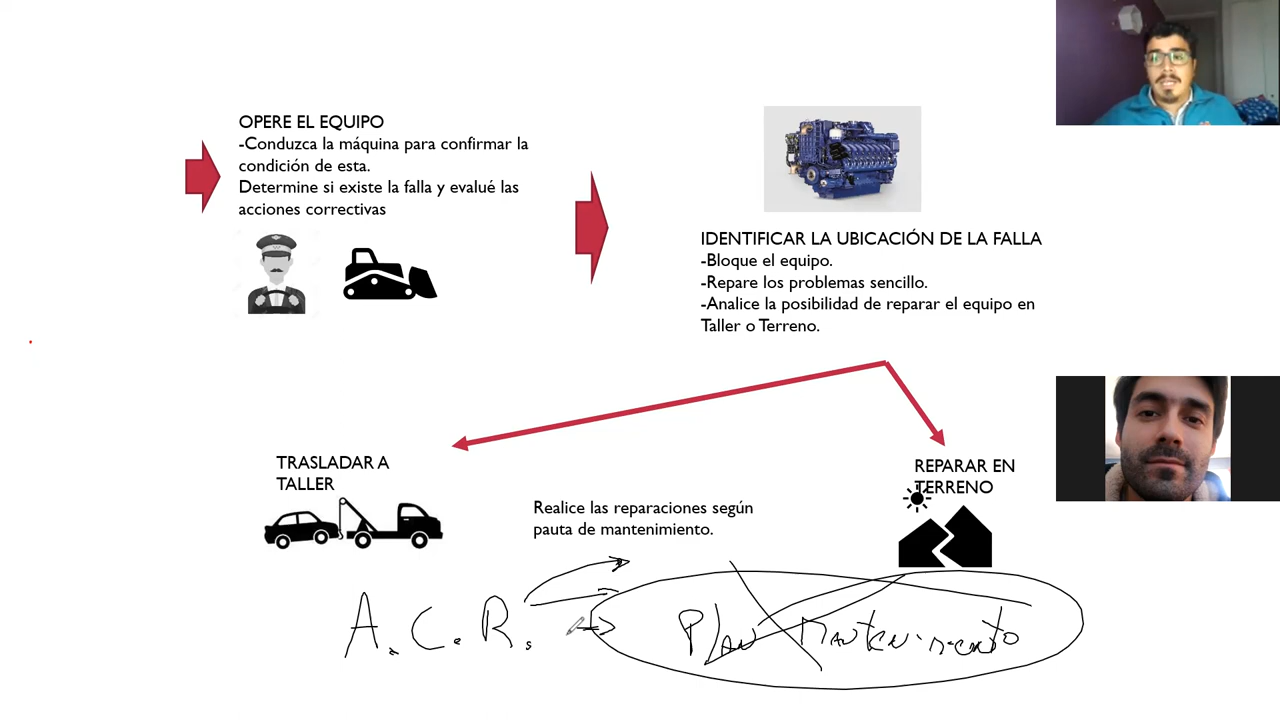 OPERE EL EQUIPO
-Conduzca la máquina para confirmar la
condición de esta.
Determine si existe la falla y evalué las
acciones correctivas
IDENTIFICAR LA UBICACIÓN DE LA FALLA
-Bloque el equipo.
-Repare los problemas sencillo.
-Analice la posibilidad de reparar el equipo en
Taller o Terreno.
TRASLADAR A
TALLER
Realice las reparaciones según
pauta de mantenimiento.
REPARAR EN
TERRENO
A.C.R. Plan Mantenimiento